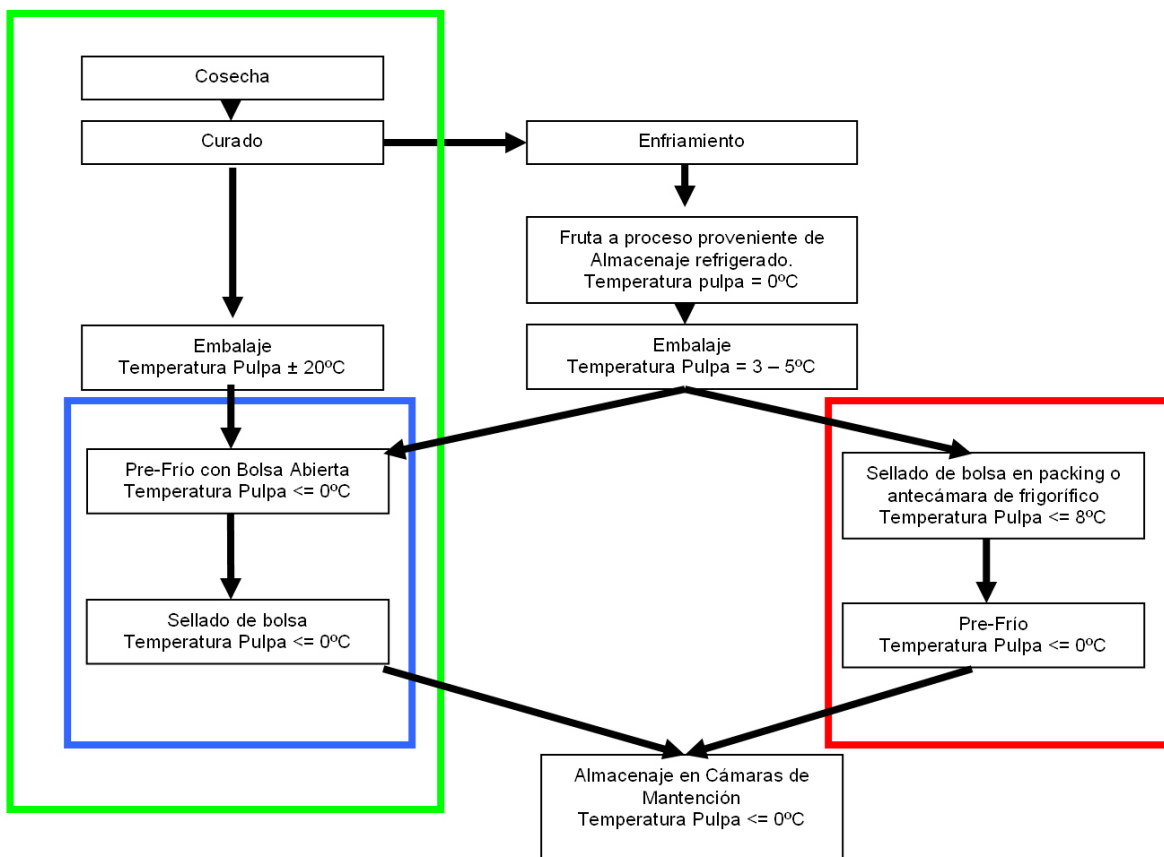 Cosecha
Curado
Enfriamiento
Fruta a proceso proveniente de
Almacenaje refrigerado.
Temperatura pulpa = 0ºC
Embalaje
Temperatura Pulpa ± 20ºC
Embalaje
Temperatura Pulpa = 3 – 5ºC
Pre-Frío con Bolsa Abierta
Temperatura Pulpa <= 0ºC
Sellado de bolsa en packing o
antecámara de frigorífico
Temperatura Pulpa <= 8ºC
Sellado de bolsa
Temperatura Pulpa <= 0ºC
Pre-Frío
Temperatura Pulpa <= 0ºC
Almacenaje en Cámaras de
Mantención
Temperatura Pulpa <= 0ºC